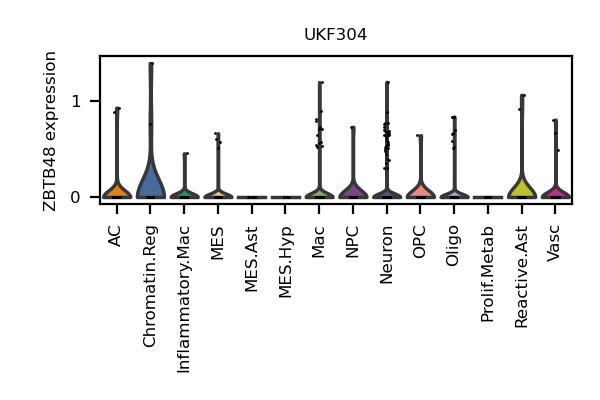 UKF304
ZBTB48 expression
1
0
AC
Chromatin.Reg
Inflammatory.Mac
MES
MES.Ast
MES.Hyp
Mac
NPC
Neuron
OPC
Oligo
Prolif.Metab
Reactive.Ast
Vasc